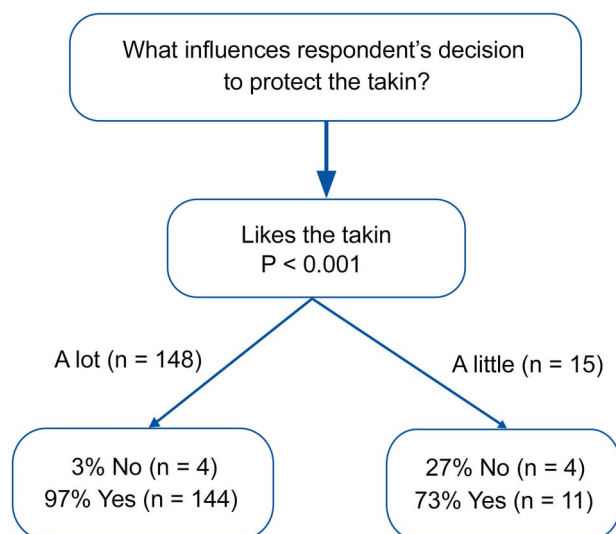 What influences respondent’s decision
to protect the takin?
Likes the takin
P < 0.001
A lot (n = 148)
A little (n = 15)
3% No (n = 4)
97% Yes (n = 144)
27% No (n = 4)
73% Yes (n = 11)